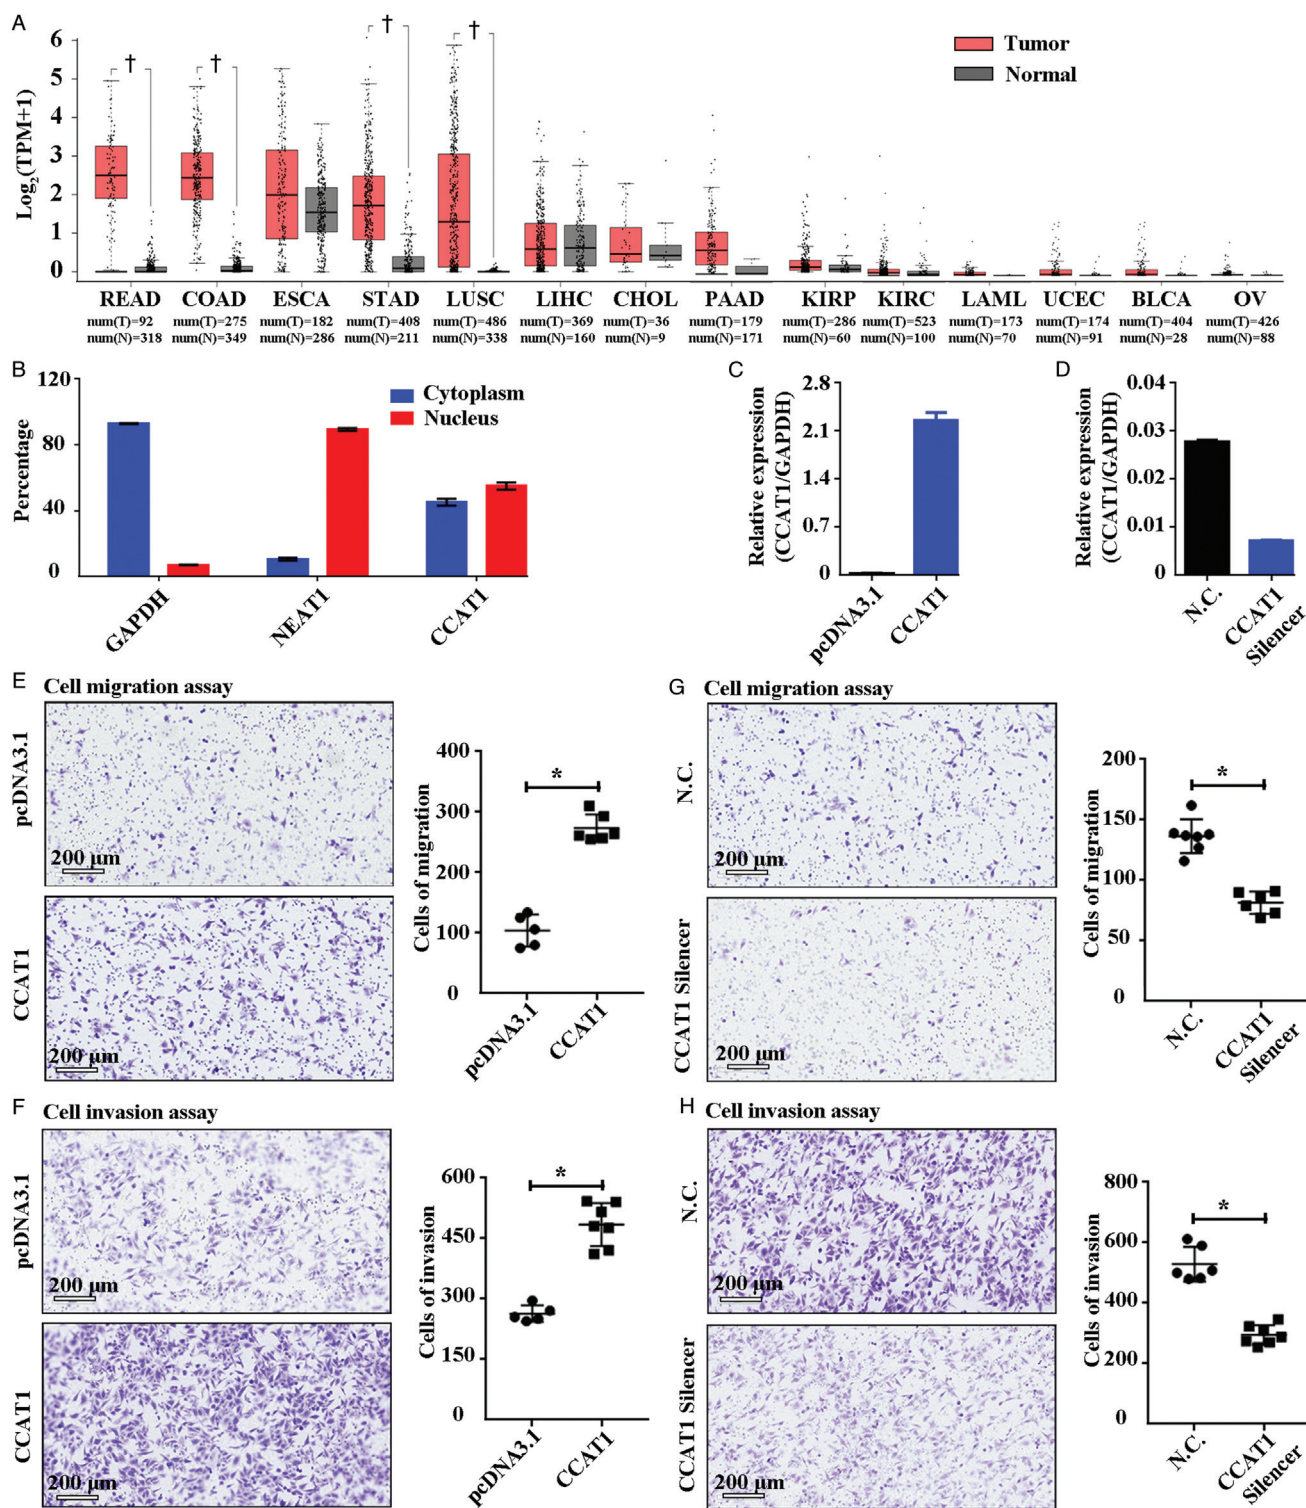 A
Log2(TPM+1)
6
5
4
3
2
1
0
† † † †
Tumor
Normal
READ COAD ESCA STAD LUSC LIHC CHOL PAAD KIRP KIRC LAML UCEC BLCA OV
num(T)=92 num(T)=275 num(T)=182 num(T)=408 num(T)=486 num(T)=369 num(T)=36 num(T)=179 num(T)=286 num(T)=523 num(T)=173 num(T)=174 num(T)=404 num(T)=426
num(N)=318 num(N)=349 num(N)=286 num(N)=211 num(N)=338 num(N)=160 num(N)=9 num(N)=171 num(N)=60 num(N)=100 num(N)=70 num(N)=91 num(N)=28 num(N)=88
B
Percentage
120
80
40
0
Cytoplasm
Nucleus
GAPDH NEAT1 CCAT1
C
Relative expression
(CCAT1/GAPDH)
2.8
2.1
1.4
0.7
0
pcDNA3.1 CCAT1
D
Relative expression
(CCAT1/GAPDH)
0.04
0.03
0.02
0.01
0
N.C. CCAT1
Silencer
E Cell migration assay
pcDNA3.1
200 μm
CCAT1
200 μm
Cells of migration
400
300
200
100
0
*
pcDNA3.1 CCAT1
G Cell migration assay
N.C.
200 μm
CCAT1 Silencer
200 μm
Cells of migration
200
150
100
50
0
*
N.C. CCAT1
Silencer
F Cell invasion assay
pcDNA3.1
200 μm
CCAT1
200 μm
Cells of invasion
600
450
300
150
0
*
pcDNA3.1 CCAT1
H Cell invasion assay
N.C.
200 μm
CCAT1 Silencer
200 μm
Cells of invasion
800
600
400
200
0
*
N.C. CCAT1
Silencer